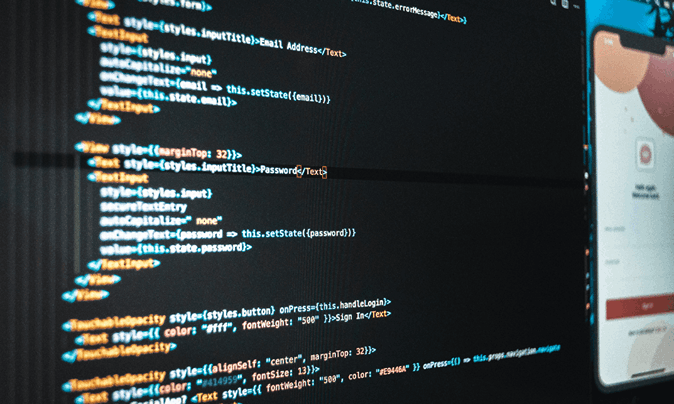 <View
style={styles.form}>
this.state.errorMessage}</Text>}
<Text style={styles.inputTitle}>Email Address</Text>
<TextInput
style={styles.input}
autoCapitalize="none"
onChangeText={email => this.setState({email})}
value={this.state.email}>
</TextInput>
</View>
<View style={{marginTop: 32}}>
<Text style={styles.inputTitle}>Password</Text>
<TextInput
style={styles.input}
secureTextEntry
autoCapitalize=" none"
onChangeText={password => this.setState({password})}
value={this.state.password}>
</TextInput>
</View>
</View>
<TouchableOpacity style={styles.button} onPress={this.handleLogin}>
<Text style={{ color: "#fff", fontWeight: "500" }}>Sign In</Text>
</TouchableOpacity>
<TouchableOpacity style={{alignSelf: "center", marginTop: 32}}>
<Text style={{color: "#414959", fontSize: 13}}>
<Text style={{ fontWeight: "500", color: "#E9446A" }} onPress={() => this.props.navigation.navigate